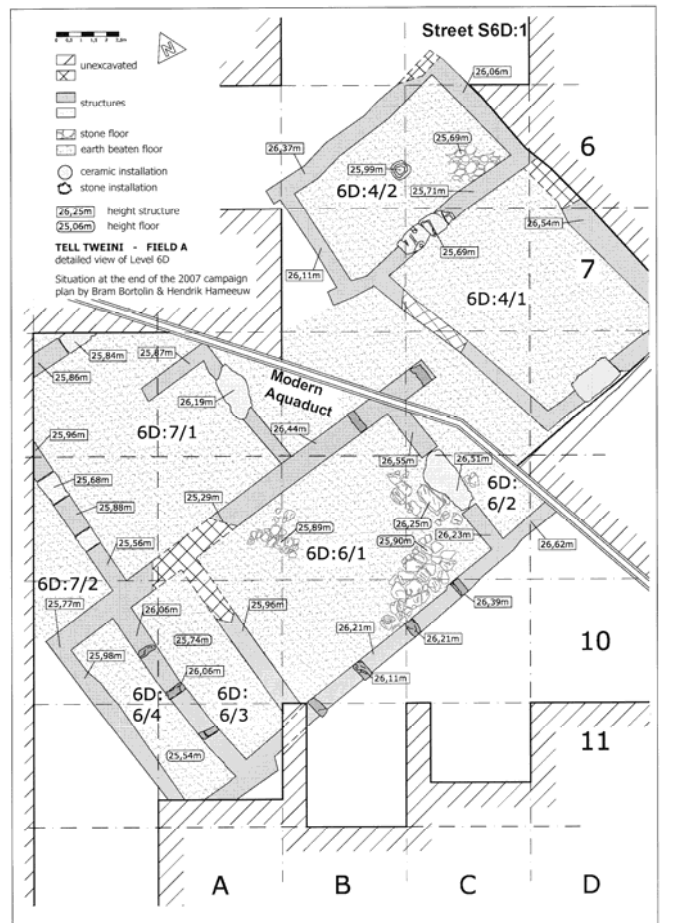 Street S6D:1
N
unexcavated
structures
stone floor
earth beaten floor
ceramic installation
stone installation
26,25m height structure
25,06m height floor
TELL TWEINI - FIELD A
detailed view of Level 6D
Situation at the end of the 2007 campaign
plan by Bram Bortolin & Hendrik Hameeuw
26,06m
26,37m
25,69m
25,99m
6
6D:4/2
25,71m
26,54m
25,69m
26,11m
7
6D:4/1
25,84m
25,87m
25,86m
Modern
Aquaduct
26,19m
26,44m
25,96m
6D:7/1
26,55m
26,51m
25,68m
6D:
6/2
25,29m
25,88m
26,25m
25,89m
26,23m
25,56m
6D:6/1
25,90m
26,62m
6D:7/2
25,77m
26,06m
25,96m
26,39m
25,74m
26,21m
26,21m
10
25,98m
26,06m
26,11m
6D:
6/4
6D:
6/3
25,54m
11
A B C D